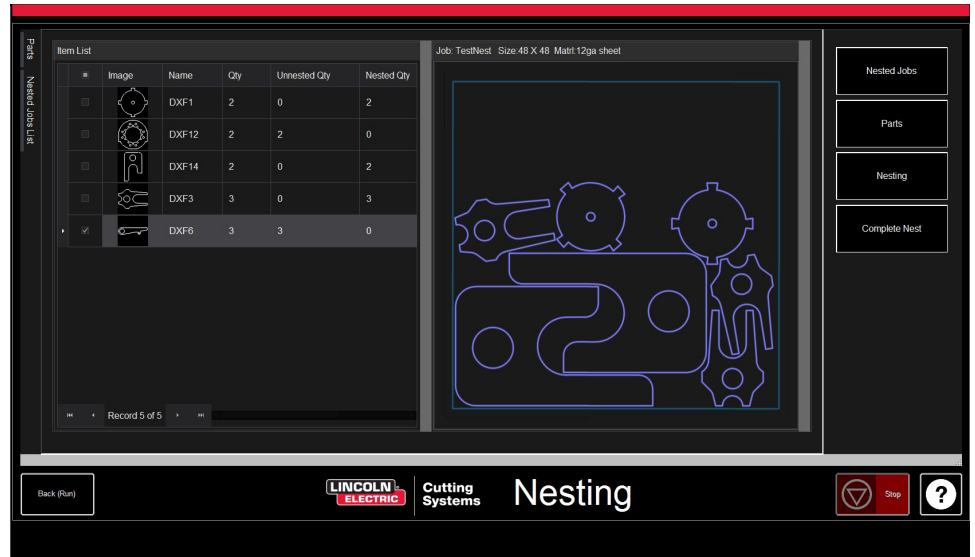 Parts
Nested Jobs List
Item List
Image Name Qty Unnested Qty Nested Qty
DXF1 2 0 2
DXF12 2 2 0
DXF14 2 0 2
DXF3 3 0 3
DXF6 3 3 0
Record 5 of 5
Job: TestNest Size:48 X 48 Matrl:12ga sheet
Nested Jobs
Parts
Nesting
Complete Nest
Back (Run)
LINCOLN ELECTRIC
Cutting Systems
Nesting
Stop
?